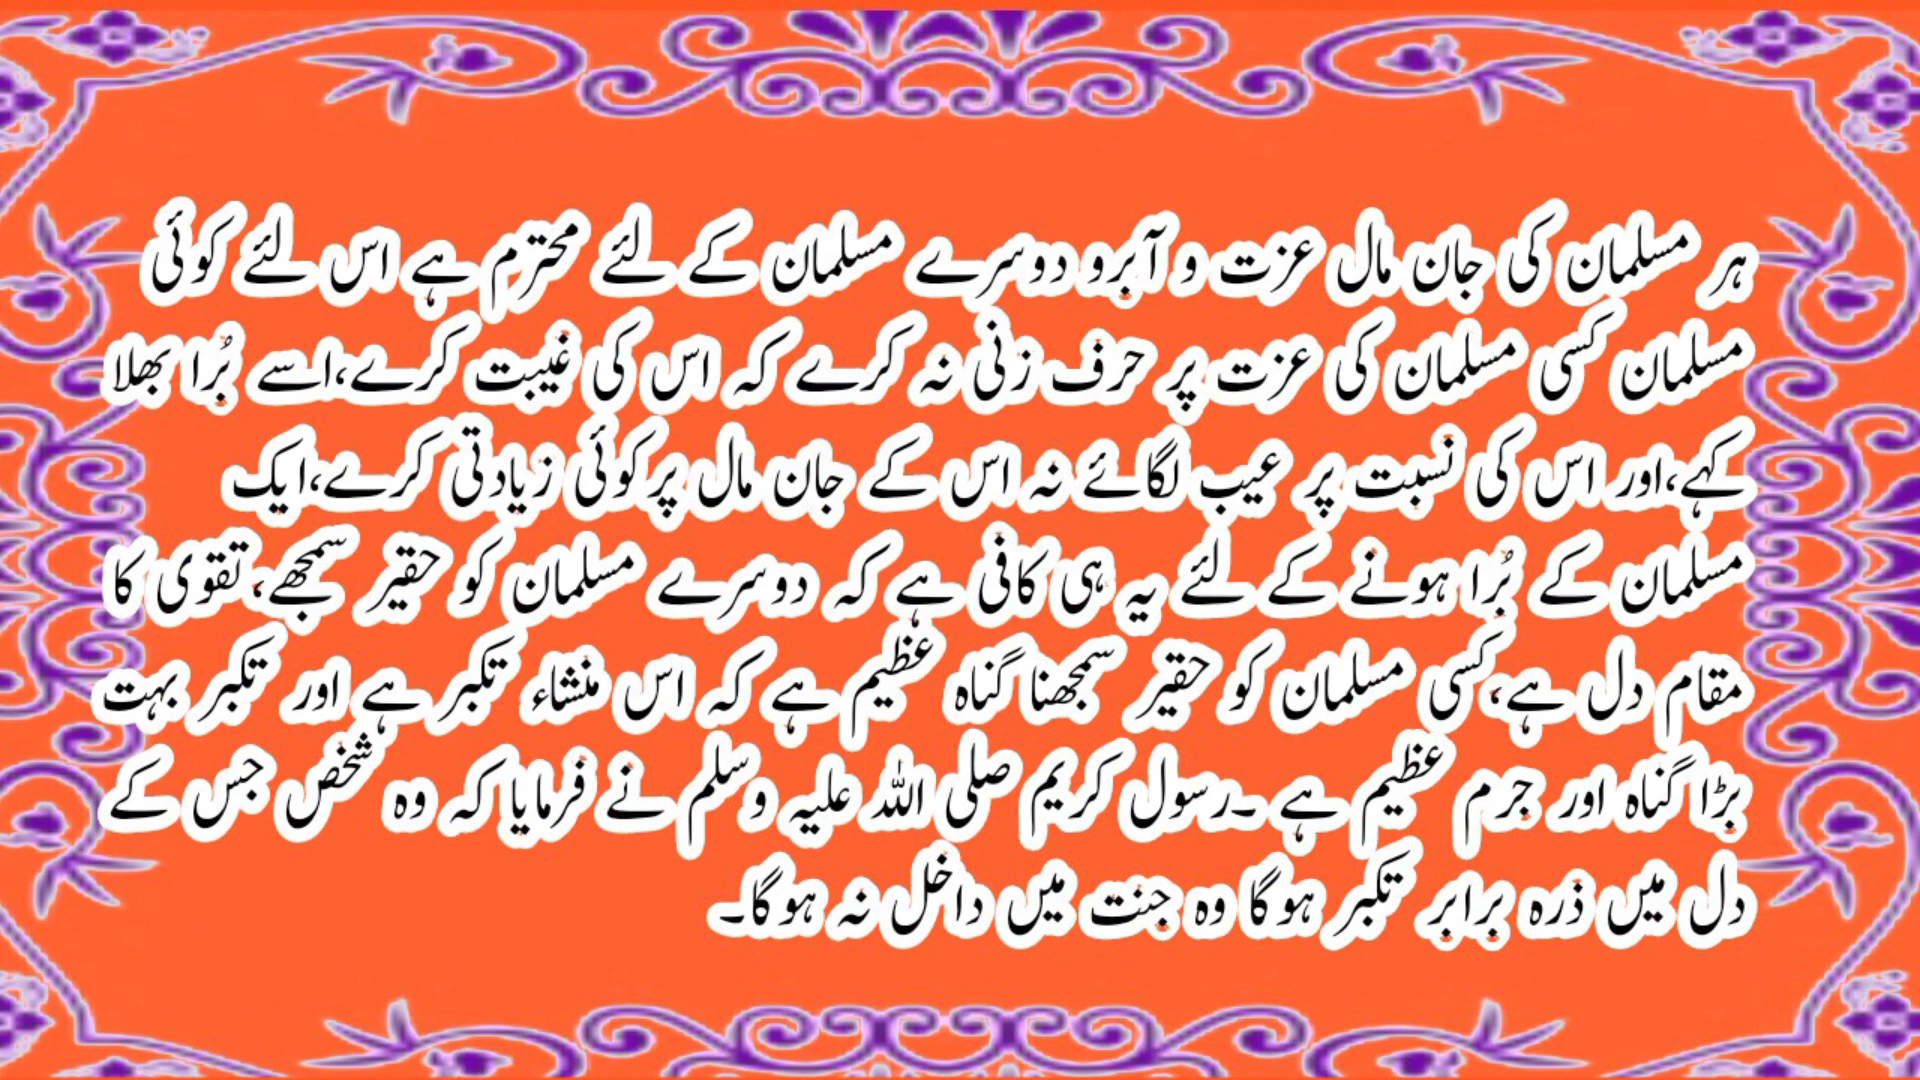 ہر مسلمان کی جان مال عزت و آبرو دوسرے مسلمان کے لئے محترم ہے اس لئے کوئی
مسلمان کسی مسلمان کی عزت پر حرف زنی نہ کرے کہ اس کی غیبت کرے،اسے بُرا بھلا
کہے،اور اس کی نسبت پر عیب لگائے نہ اس کے جان مال پرکوئی زیادتی کرے،ایک
مسلمان کے بُرا ہونے کے لئے یہ ہی کافی ہے کہ دوسرے مسلمان کو حقیر سمجھے،تقوی کا
مقام دل ہے،کسی مسلمان کو حقیر سمجھنا گناہ عظیم ہے کہ اس منشاء تکبر ہے اور تکبر بہت
بڑا گناہ اور جرم عظیم ہے ۔رسول کریم صلی اللہ علیہ وسلم نے فرمایا کہ وہ شخص جس کے
دل میں ذرہ برابر تکبر ہوگا وہ جنت میں داخل نہ ہوگا۔